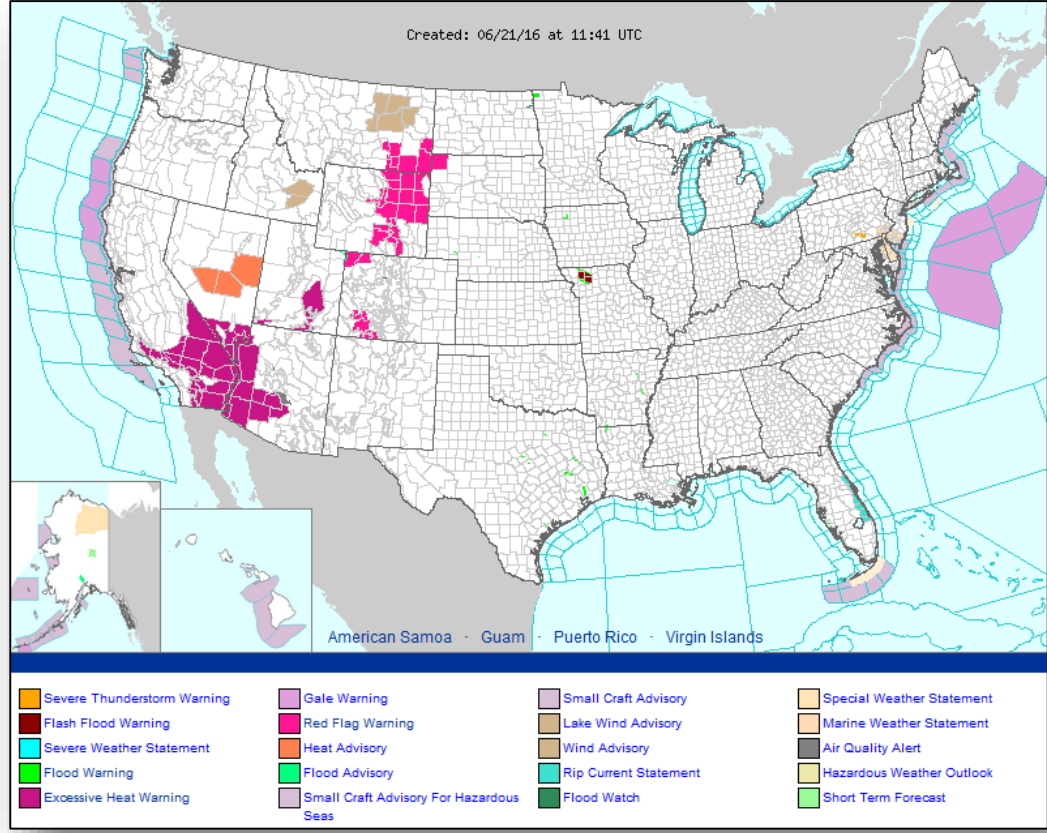 Created: 06/21/16 at 11:41 UTC
American Samoa · Guam · Puerto Rico · Virgin Islands
Severe Thunderstorm Warning
Flash Flood Warning
Severe Weather Statement
Flood Warning
Excessive Heat Warning
Gale Warning
Red Flag Warning
Heat Advisory
Flood Advisory
Small Craft Advisory For Hazardous
Seas
Small Craft Advisory
Lake Wind Advisory
Wind Advisory
Rip Current Statement
Flood Watch
Special Weather Statement
Marine Weather Statement
Air Quality Alert
Hazardous Weather Outlook
Short Term Forecast